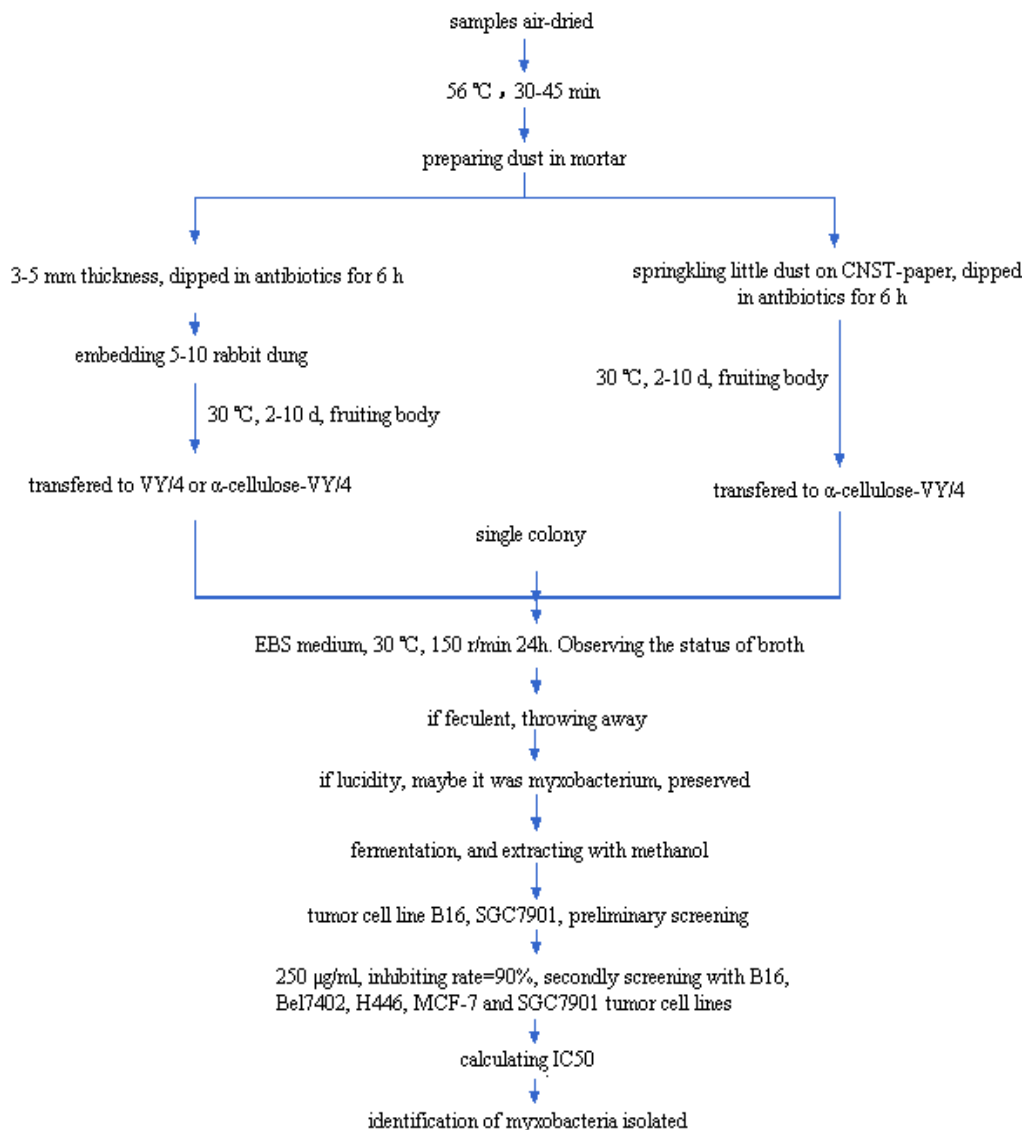 samples air-dried
56 ℃，30-45 min
preparing dust in mortar
3-5 mm thickness, dipped in antibiotics for 6 h
springkling little dust on CNST-paper, dipped
in antibiotics for 6 h
embedding 5-10 rabbit dung
30 ℃, 2-10 d, fruiting body
30 ℃, 2-10 d, fruiting body
transfered to VY/4 or α-cellulose-VY/4
transfered to α-cellulose-VY/4
single colony
EBS medium, 30 ℃, 150 r/min 24h. Observing the status of broth
if feculent, throwing away
if lucidity, maybe it was myxobacterium, preserved
fermentation, and extracting with methanol
tumor cell line B16, SGC7901, preliminary screening
250 μg/ml, inhibiting rate=90%, secondly screening with B16,
Bel7402, H446, MCF-7 and SGC7901 tumor cell lines
calculating IC50
identification of myxobacteria isolated